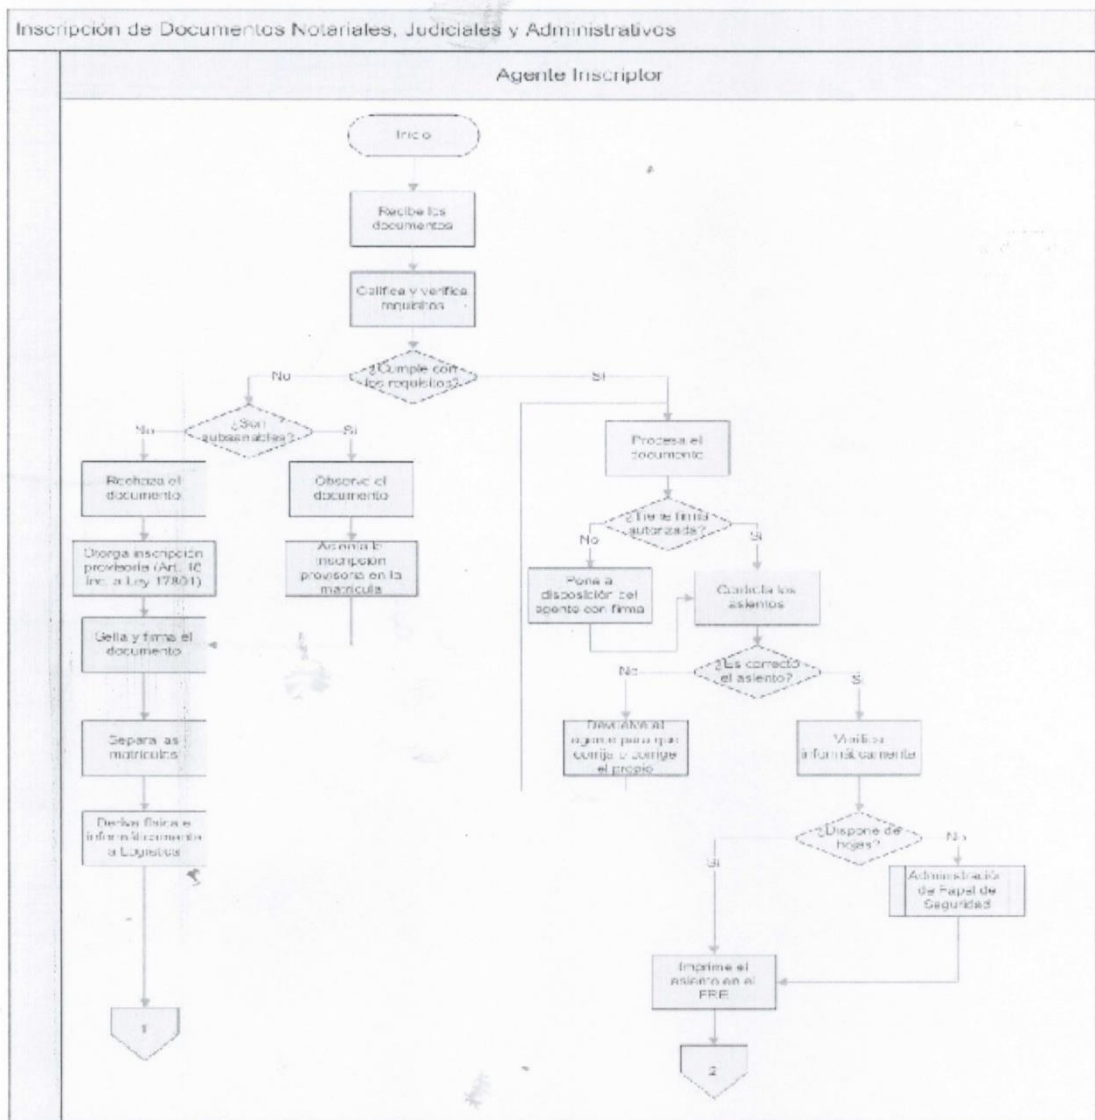 Inscripción de Documentos Notariales, Judiciales y Administrativos
Agente Inscriptor
Inicio
Recibe los
documentos
Califica y verifica
requisitos
¿Cumple con
los requisitos?
No
Si
¿Son
subsanables?
No
Si
Procesa el
documento
Rechaza el
documento
Observa el
documento
¿Tiene firma
autorizada?
No
Si
Otorga inscripción
provisoria (Art. 18
Inc. a Ley 17801)
Asienta la
inscripción
provisoria en la
matrícula
Pone a
disposición del
agente con firma
Controla los
asientos
Sella y firma el
documento
¿Es correcto
el asiento?
No
Si
Separa las
matrículas
Devuelve al
agente para que
corrija o corrige
el propio
Verifica
informáticamente
Deriva física e
informáticamente
a Logística
¿Dispone de
hojas?
Si
No
Administración
de Papel de
Seguridad
Imprime el
asiento en el
1
2